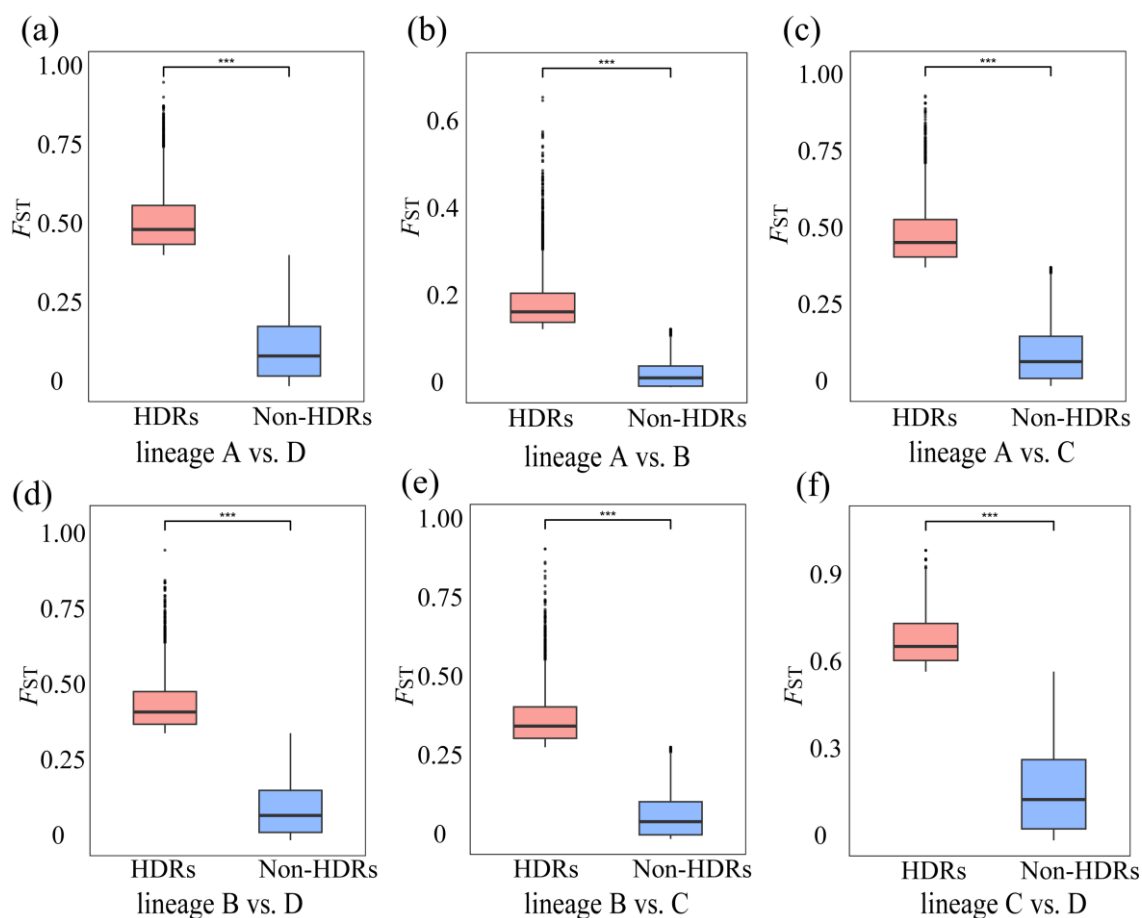 (a)
1.00
***
0.75
0.50
FST
0.25
0
HDRs Non-HDRs
lineage A vs. D
(b)
***
0.6
0.4
FST
0.2
0
HDRs Non-HDRs
lineage A vs. B
(c)
1.00
***
0.75
0.50
FST
0.25
0
HDRs Non-HDRs
lineage A vs. C
(d)
1.00
***
0.75
0.50
FST
0.25
0
HDRs Non-HDRs
lineage B vs. D
(e)
1.00
***
0.75
0.50
FST
0.25
0
HDRs Non-HDRs
lineage B vs. C
(f)
***
0.9
0.6
FST
0.3
0
HDRs Non-HDRs
lineage C vs. D